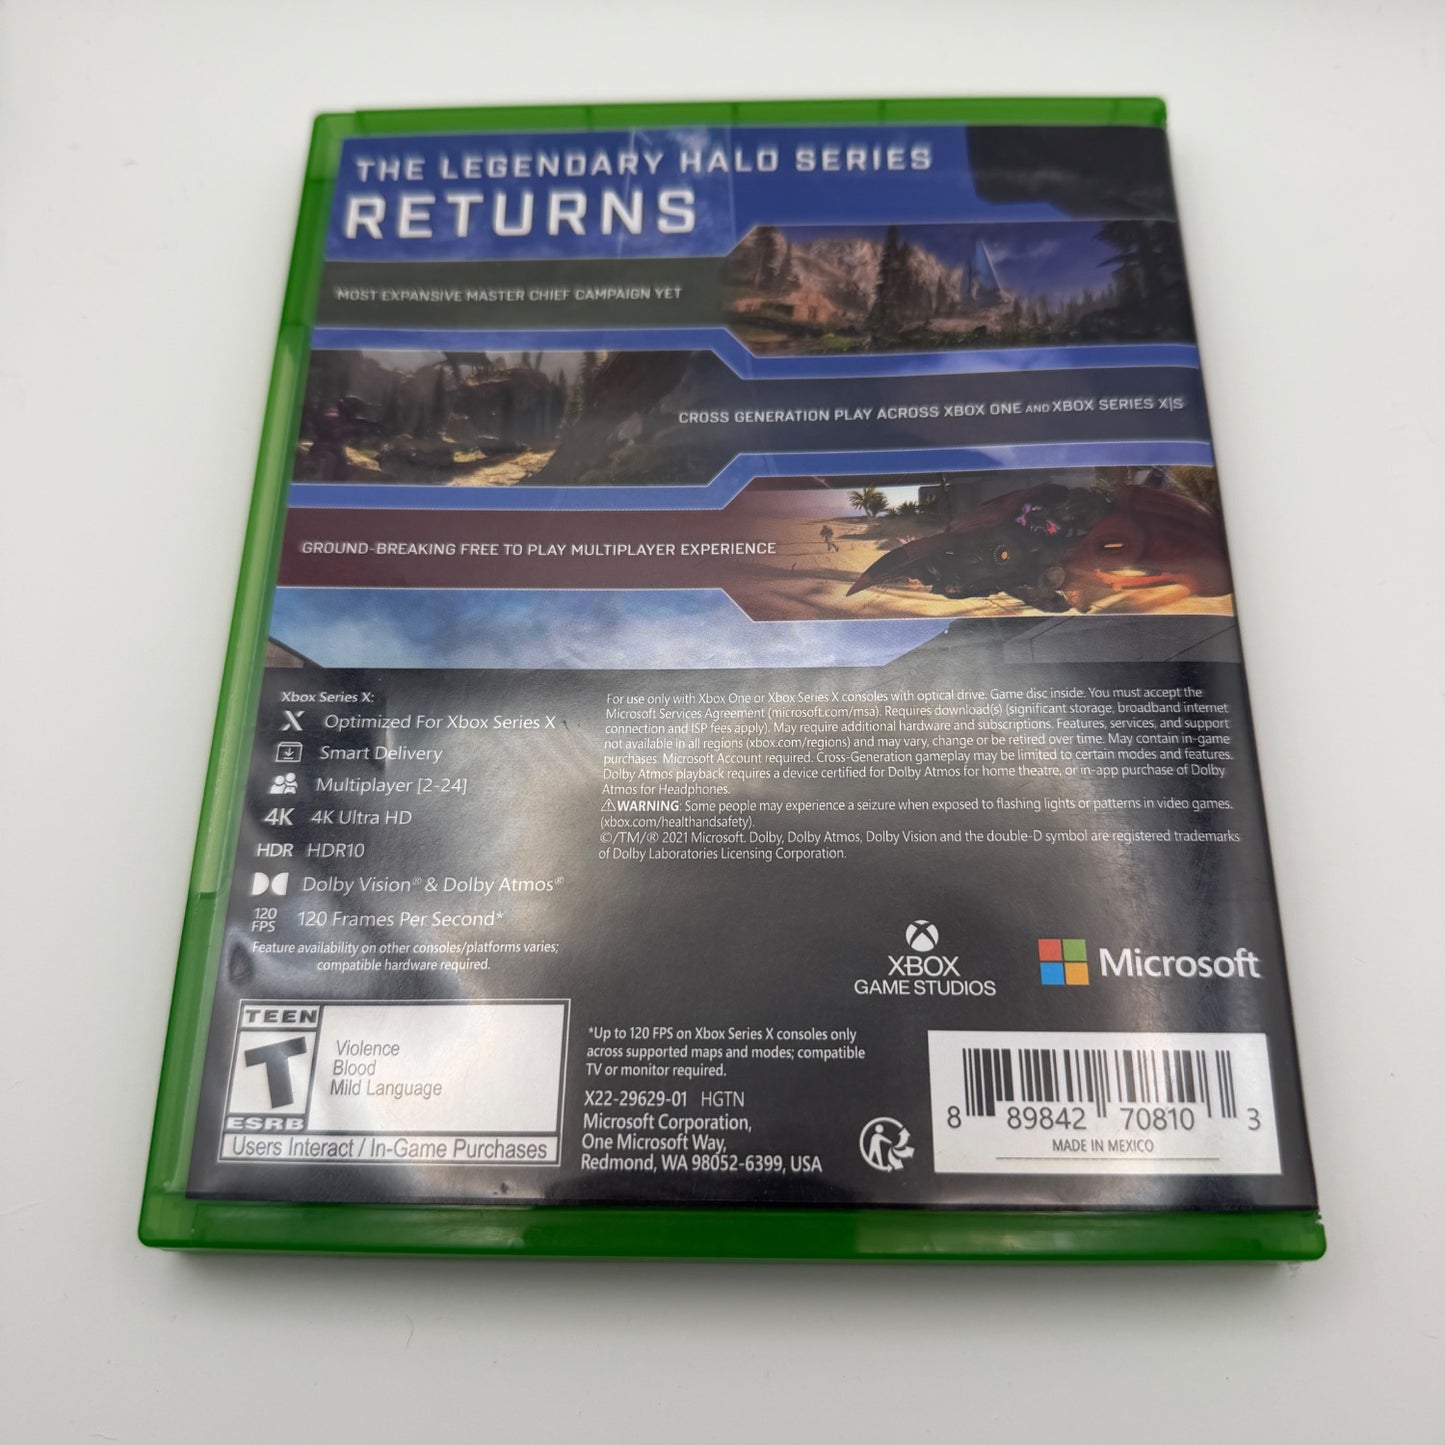 THE LEGENDARY HALO SERIES
RETURNS
MOST EXPANSIVE MASTER CHIEF CAMPAIGN YET
CROSS GENERATION PLAY ACROSS XBOX ONE AND XBOX SERIES X|S
GROUND-BREAKING FREE TO PLAY MULTIPLAYER EXPERIENCE
Xbox Series X:
X Optimized For Xbox Series X
Smart Delivery
Multiplayer [2-24]
4K 4K Ultra HD
HDR HDR10
Dolby Vision® & Dolby Atmos®
120 FPS 120 Frames Per Second*
Feature availability on other consoles/platforms varies;
compatible hardware required.
For use only with Xbox One or Xbox Series X consoles with optical drive. Game disc inside. You must accept the
Microsoft Services Agreement (microsoft.com/msa). Requires download(s) (significant storage, broadband internet
connection and ISP fees apply). May require additional hardware and subscriptions. Features, services, and support
not available in all regions (xbox.com/regions) and may vary, change or be retired over time. May contain in-game
purchases. Microsoft Account required. Cross-Generation gameplay may be limited to certain modes and features.
Dolby Atmos playback requires a device certified for Dolby Atmos for home theatre, or in-app purchase of Dolby
Atmos for Headphones.
⚠WARNING: Some people may experience a seizure when exposed to flashing lights or patterns in video games.
(xbox.com/healthandsafety).
©/TM/® 2021 Microsoft. Dolby, Dolby Atmos, Dolby Vision and the double-D symbol are registered trademarks
of Dolby Laboratories Licensing Corporation.
XBOX
GAME STUDIOS
Microsoft
TEEN
T
ESRB
Violence
Blood
Mild Language
Users Interact / In-Game Purchases
*Up to 120 FPS on Xbox Series X consoles only
across supported maps and modes; compatible
TV or monitor required.
X22-29629-01 HGTN
Microsoft Corporation,
One Microsoft Way,
Redmond, WA 98052-6399, USA
8 89842 70810 3
MADE IN MEXICO